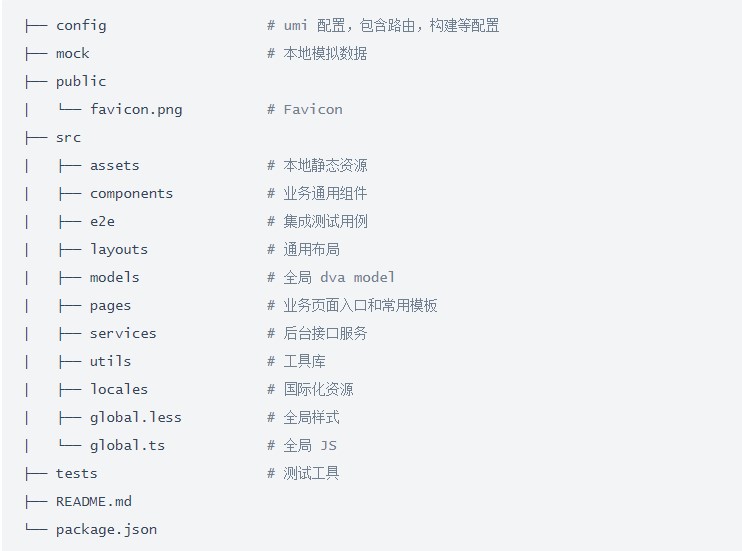 ├── config                   # umi 配置，包含路由，构建等配置
├── mock                     # 本地模拟数据
├── public
│   └── favicon.png          # Favicon
├── src
│   ├── assets               # 本地静态资源
│   ├── components           # 业务通用组件
│   ├── e2e                  # 集成测试用例
│   ├── layouts              # 通用布局
│   ├── models               # 全局 dva model
│   ├── pages                # 业务页面入口和常用模板
│   ├── services             # 后台接口服务
│   ├── utils                # 工具库
│   ├── locales              # 国际化资源
│   ├── global.less          # 全局样式
│   └── global.ts            # 全局 JS
├── tests                    # 测试工具
├── README.md
└── package.json